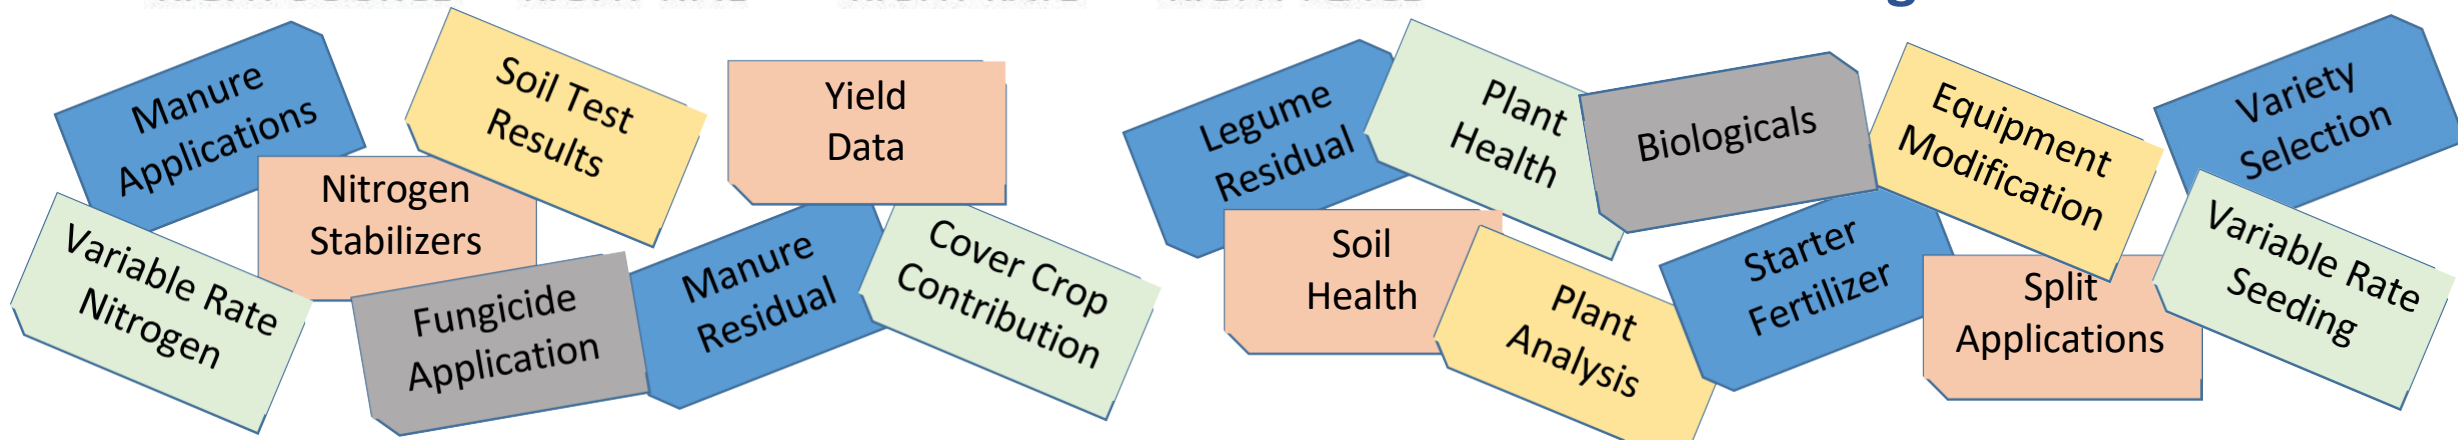 Manure
Applications
Soil Test
Results
Yield
Data
Nitrogen
Stabilizers
Variable Rate
Nitrogen
Fungicide
Application
Manure
Residual
Cover Crop
Contribution
Legume
Residual
Plant
Health
Biologicals
Equipment
Modification
Variety
Selection
Soil
Health
Plant
Analysis
Starter
Fertilizer
Split
Applications
Variable Rate
Seeding